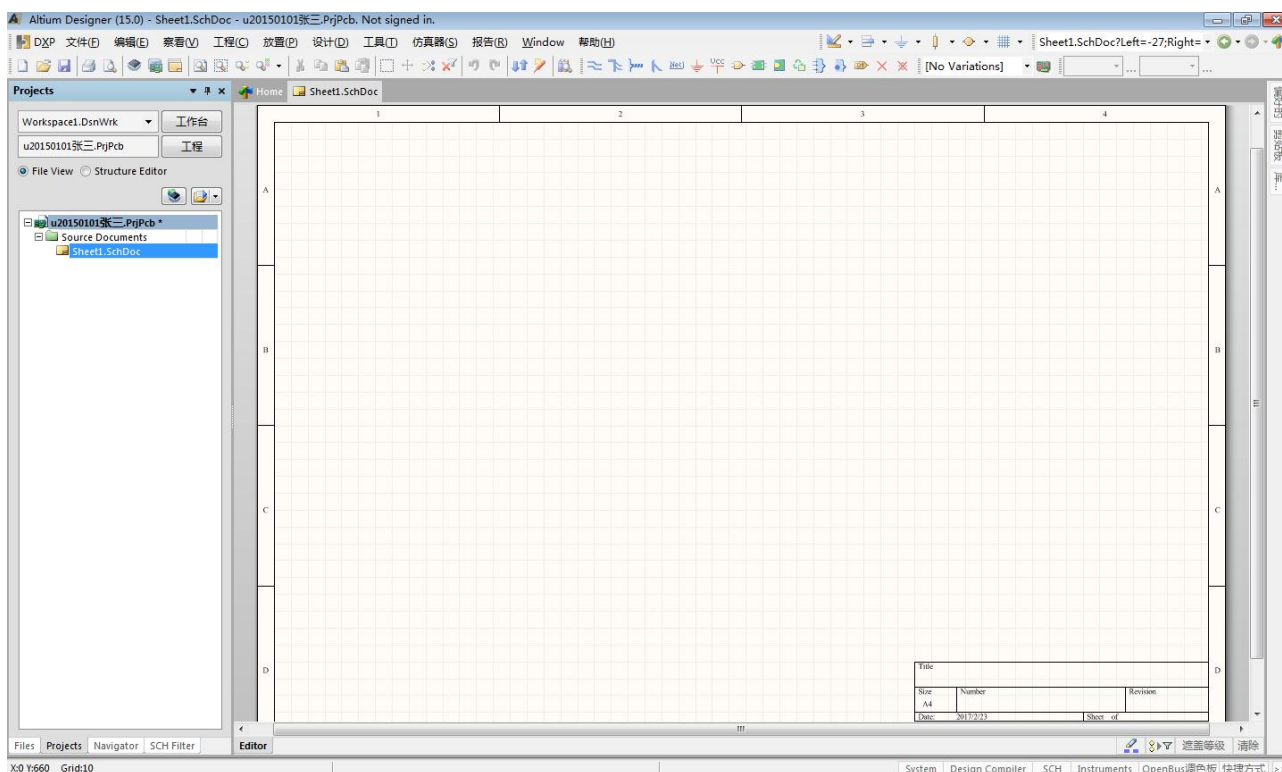 Altium Designer (15.0) - Sheet1.SchDoc - u20150101张三.PrjPcb. Not signed in.
DXP 文件(F) 编辑(E) 察看(V) 工程(C) 放置(P) 设计(D) 工具(T) 仿真器(S) 报告(R) Window 帮助(H) Sheet1.SchDoc?Left=-27;Right=
Net VCC [No Variations] ... ...
Projects Home Sheet1.SchDoc
Workspace1.DsnWrk 工作台
u20150101张三.PrjPcb 工程
File View Structure Editor
u20150101张三.PrjPcb *
Source Documents
Sheet1.SchDoc
1 2 3 4
A A
B B
C C
D D
Title
Size Number Revision
A4
Date: 2017/2/23 Sheet of
Files Projects Navigator SCH Filter Editor 遮盖等级 清除
X:0 Y:660 Grid:10 System Design Compiler SCH Instruments OpenBus调色板 快捷方式